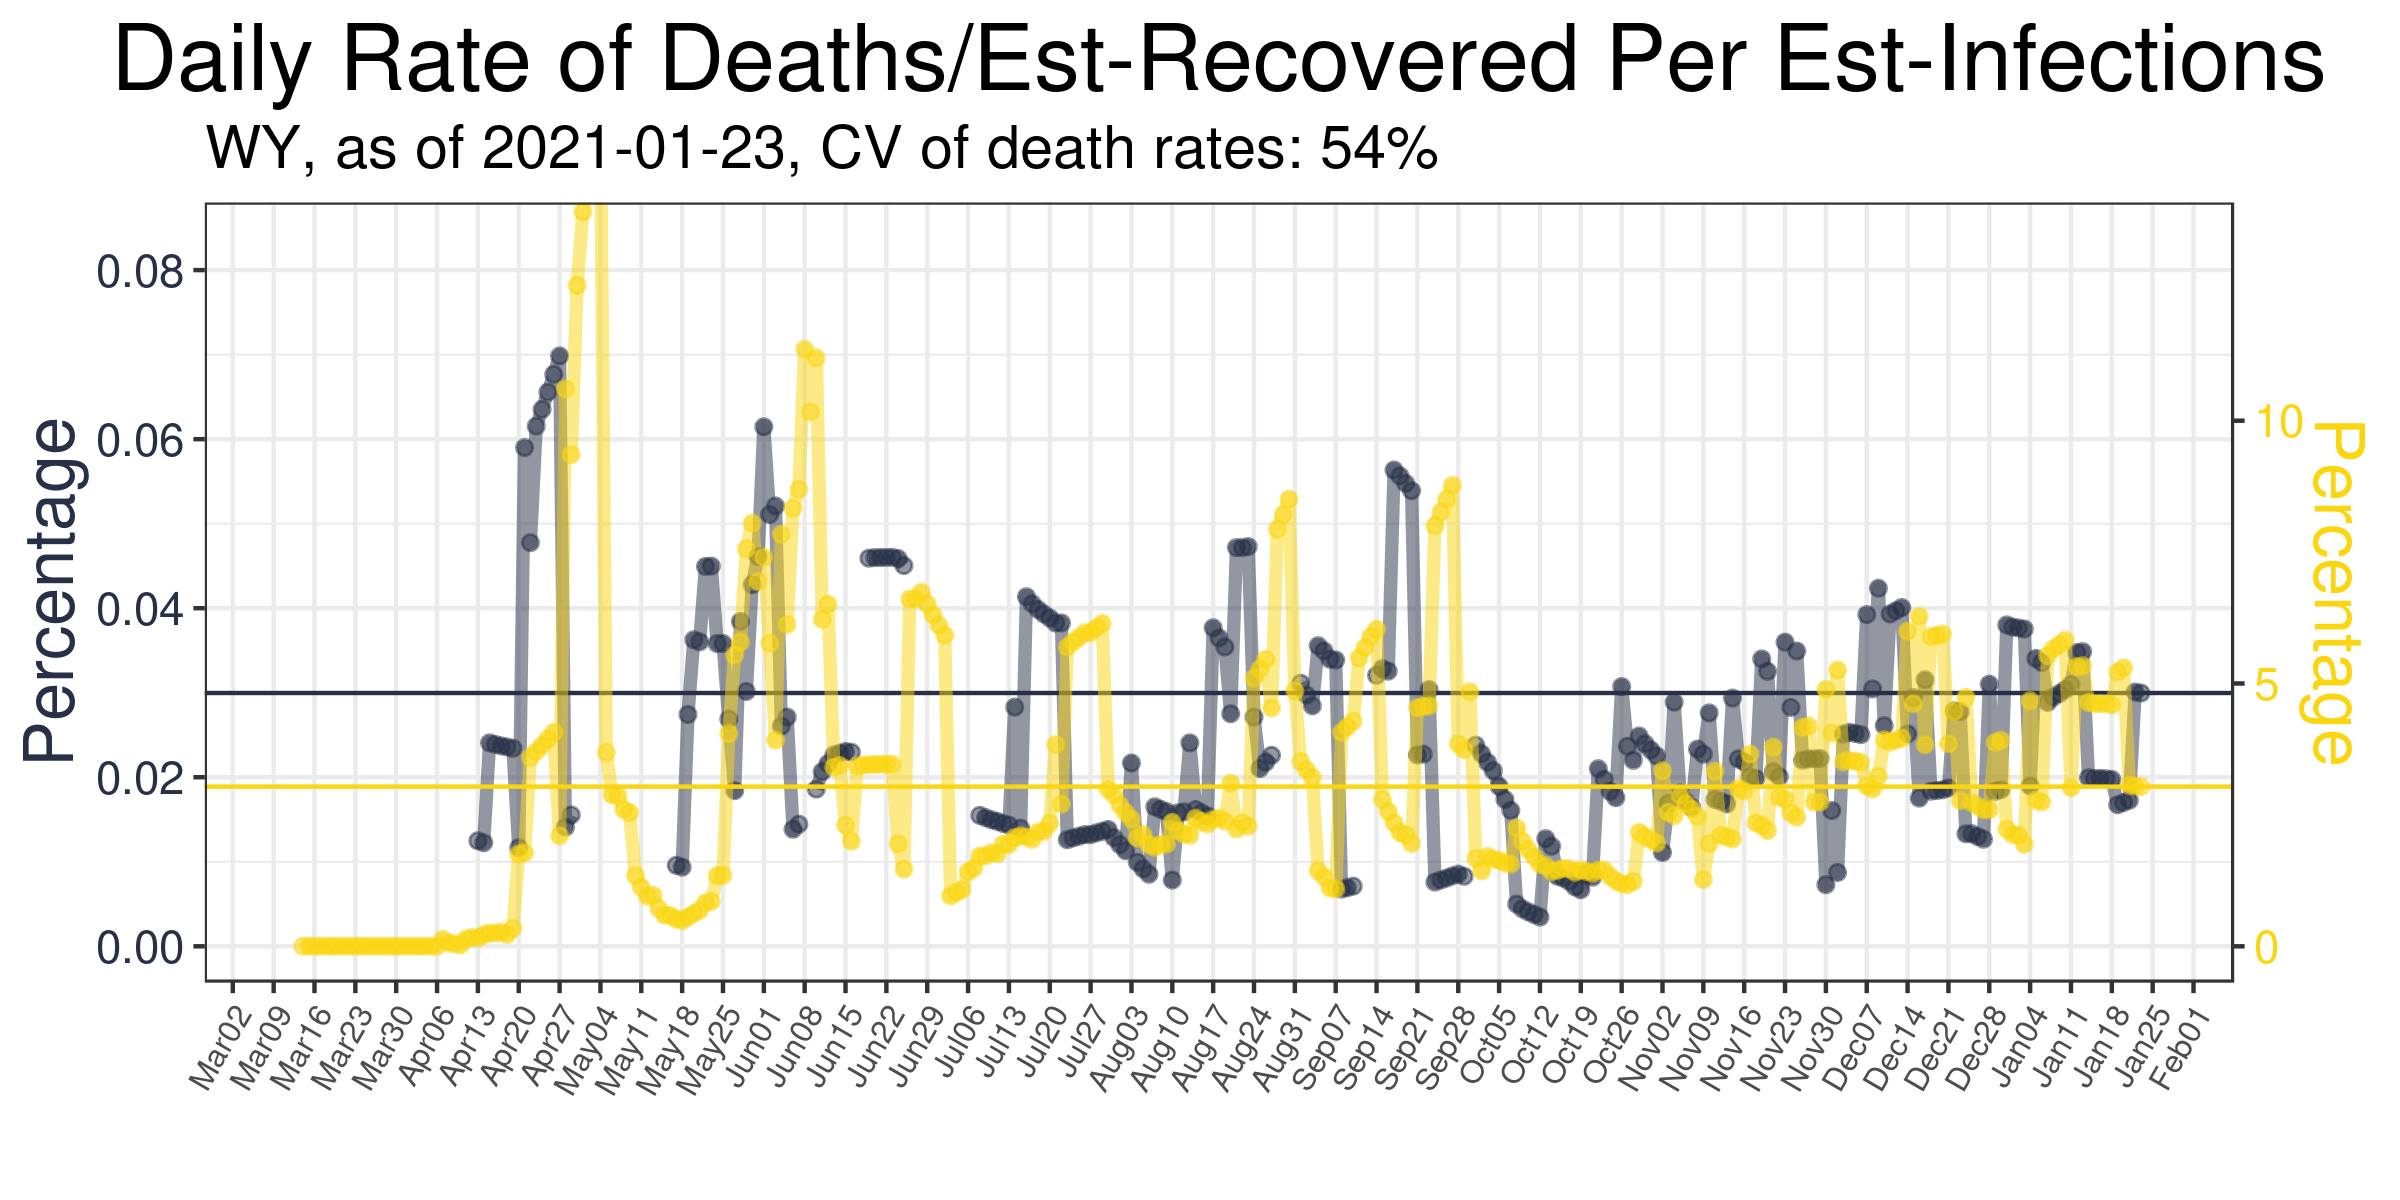 Daily Rate of Deaths/Est-Recovered Per Est-Infections
WY, as of 2021-01-23, CV of death rates: 54%
Percentage
0.08
0.06
0.04
0.02
0.00
10
5
0
Percentage
Mar02 Mar09 Mar16 Mar23 Mar30 Apr06 Apr13 Apr20 Apr27 May04 May11 May18 May25 Jun01 Jun08 Jun15 Jun22 Jun29 Jul06 Jul13 Jul20 Jul27 Aug03 Aug10 Aug17 Aug24 Aug31 Sep07 Sep14 Sep21 Sep28 Oct05 Oct12 Oct19 Oct26 Nov02 Nov09 Nov16 Nov23 Nov30 Dec07 Dec14 Dec21 Dec28 Jan04 Jan11 Jan18 Jan25 Feb01